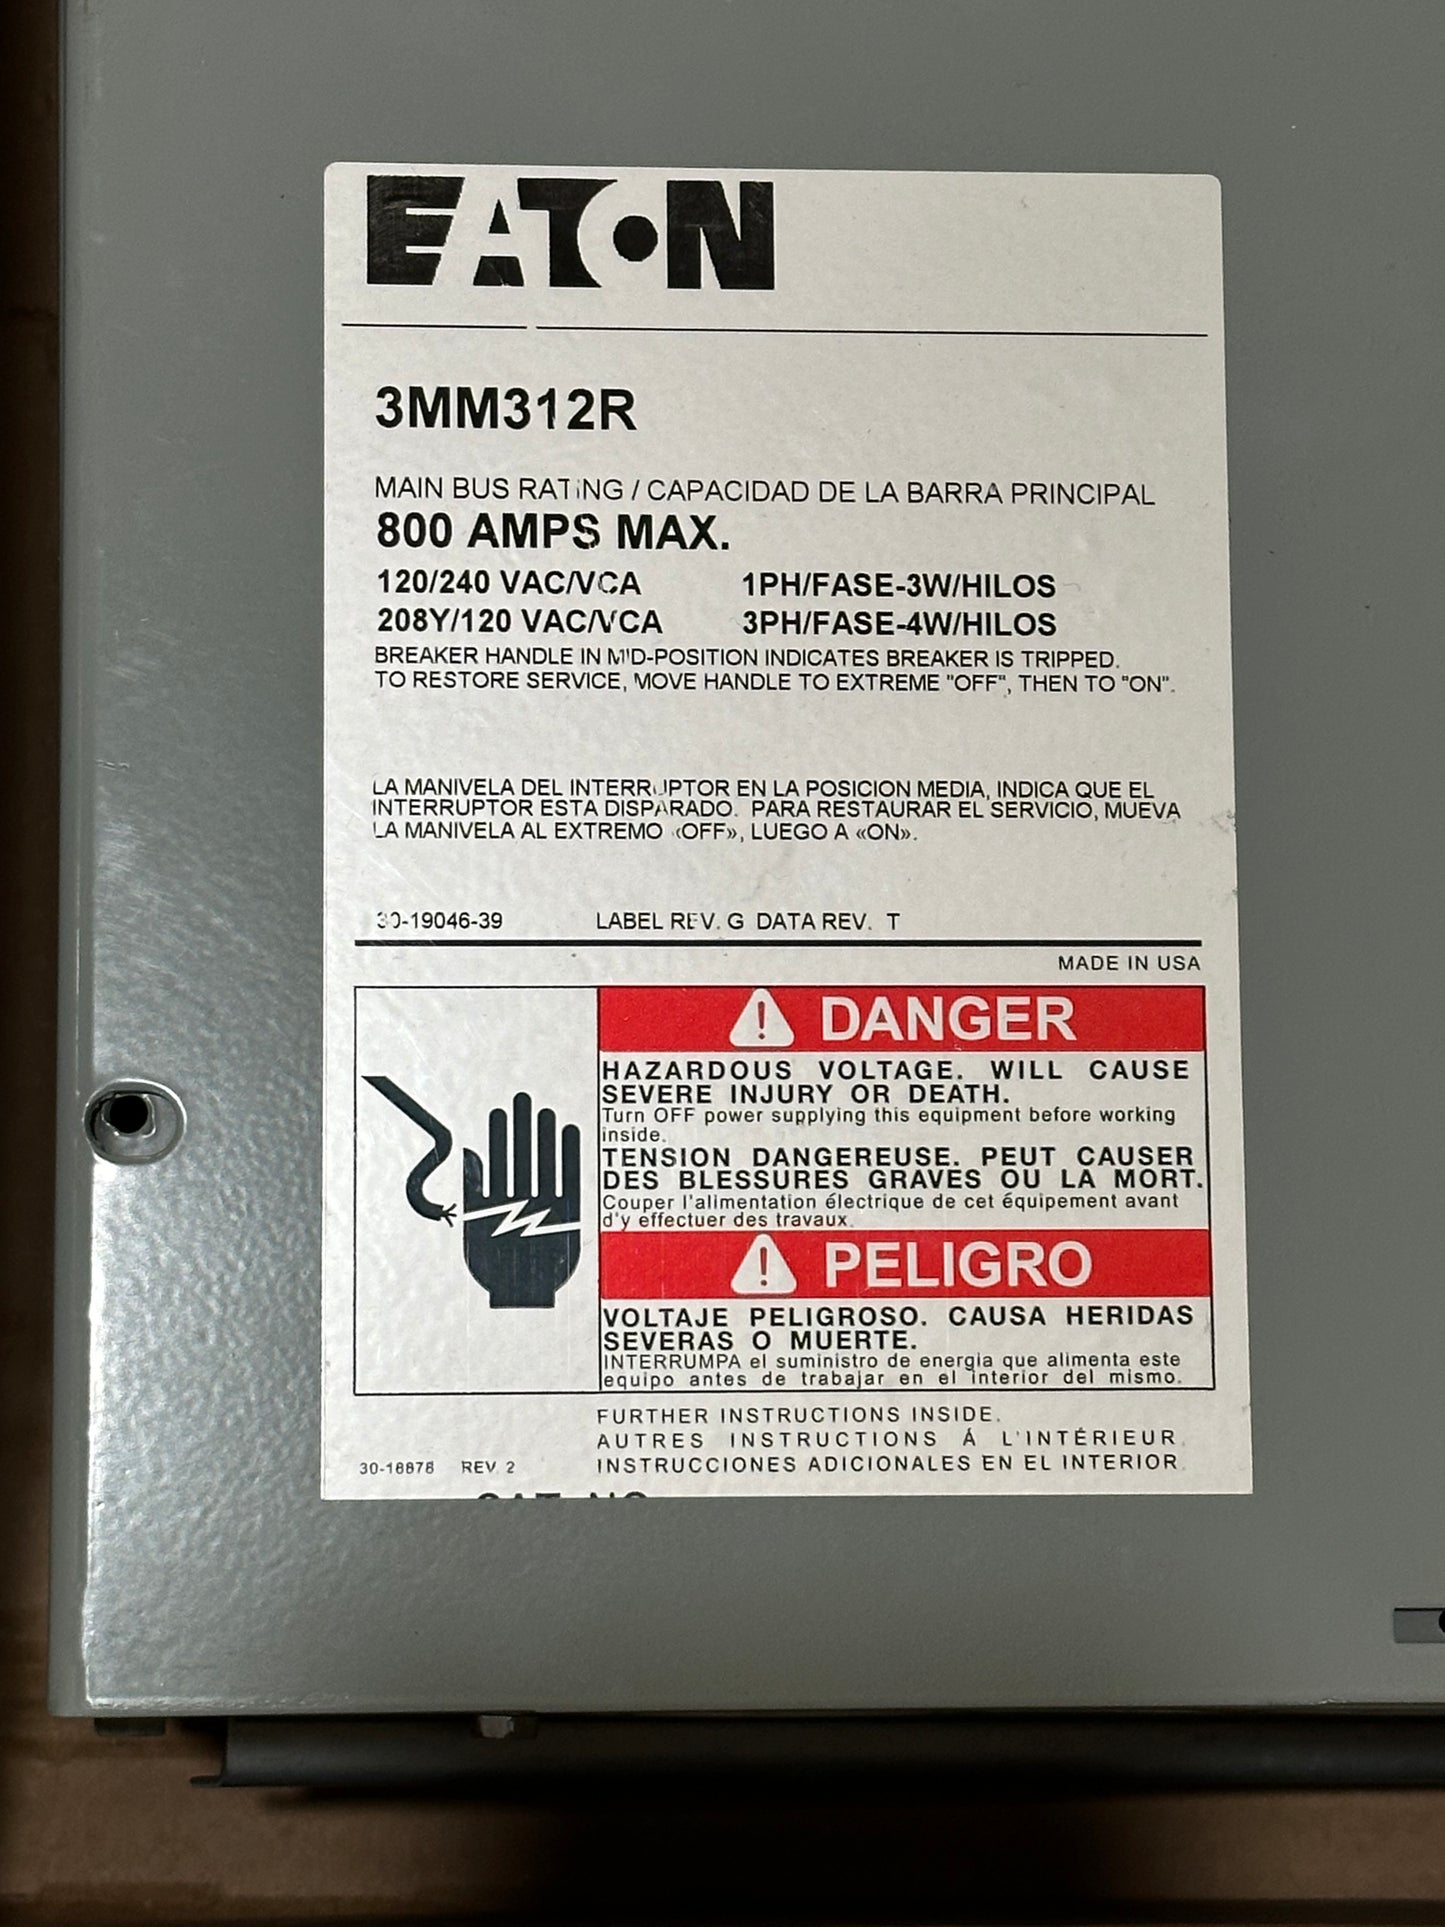 EATON
3MM312R
MAIN BUS RATING / CAPACIDAD DE LA BARRA PRINCIPAL
800 AMPS MAX.
120/240 VAC/VCA 1PH/FASE-3W/HILOS
208Y/120 VAC/VCA 3PH/FASE-4W/HILOS
BREAKER HANDLE IN MID-POSITION INDICATES BREAKER IS TRIPPED.
TO RESTORE SERVICE, MOVE HANDLE TO EXTREME "OFF", THEN TO "ON".
LA MANIVELA DEL INTERRUPTOR EN LA POSICION MEDIA, INDICA QUE EL
INTERRUPTOR ESTA DISPARADO. PARA RESTAURAR EL SERVICIO, MUEVA
LA MANIVELA AL EXTREMO «OFF», LUEGO A «ON».
30-19046-39 LABEL REV. G DATA REV. T
MADE IN USA
DANGER
HAZARDOUS VOLTAGE. WILL CAUSE
SEVERE INJURY OR DEATH.
Turn OFF power supplying this equipment before working
inside.
TENSION DANGEREUSE. PEUT CAUSER
DES BLESSURES GRAVES OU LA MORT.
Couper l'alimentation électrique de cet équipement avant
d'y effectuer des travaux.
PELIGRO
VOLTAJE PELIGROSO. CAUSA HERIDAS
SEVERAS O MUERTE.
INTERRUMPA el suministro de energia que alimenta este
equipo antes de trabajar en el interior del mismo.
FURTHER INSTRUCTIONS INSIDE.
AUTRES INSTRUCTIONS Á L'INTÉRIEUR.
30-18878 REV. 2 INSTRUCCIONES ADICIONALES EN EL INTERIOR.